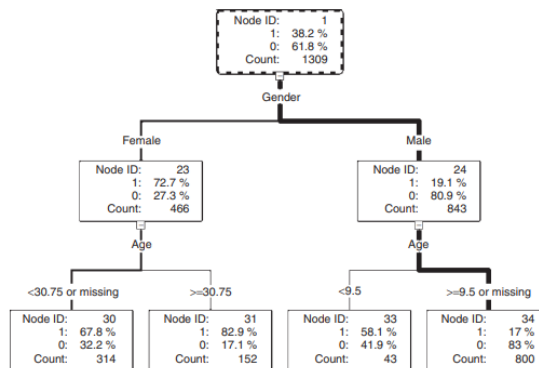 Node ID: 1
1: 38.2 %
0: 61.8 %
Count: 1309
Gender
Female
Male
Node ID: 23
1: 72.7 %
0: 27.3 %
Count: 466
Node ID: 24
1: 19.1 %
0: 80.9 %
Count: 843
Age
Age
<30.75 or missing
>=30.75
<9.5
>=9.5 or missing
Node ID: 30
1: 67.8 %
0: 32.2 %
Count: 314
Node ID: 31
1: 82.9 %
0: 17.1 %
Count: 152
Node ID: 33
1: 58.1 %
0: 41.9 %
Count: 43
Node ID: 34
1: 17 %
0: 83 %
Count: 800